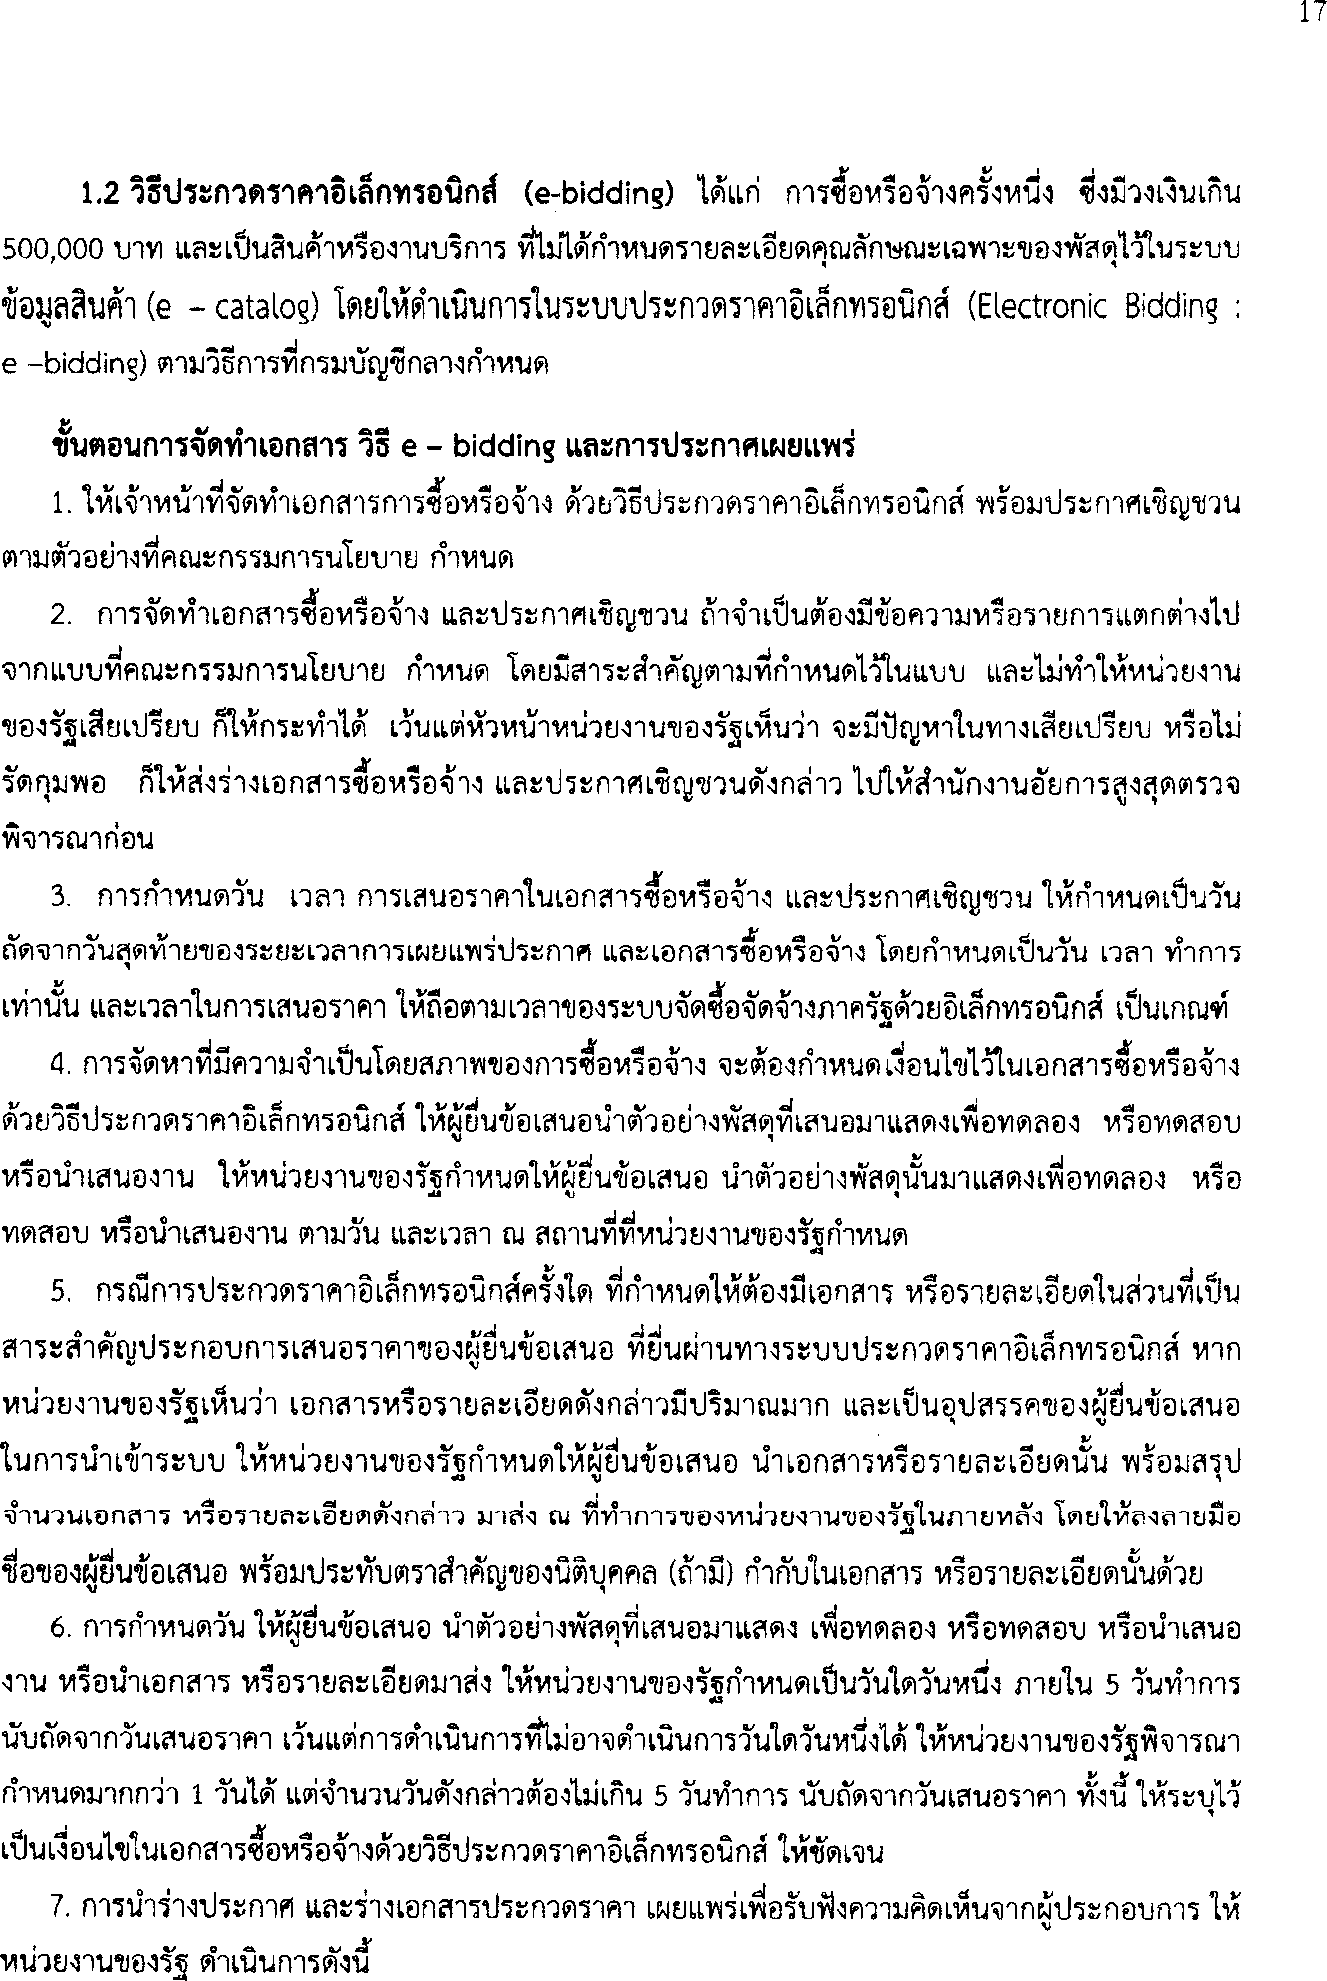 17
1.2 วิธีประกวดราคาอิเล็กทรอนิกส์ (e-bidding) ได้แก่ การซื้อหรือจ้างครั้งหนึ่ง ซึ่งมีวงเงินเกิน
500,000 บาท และเป็นสินค้าหรืองานบริการ ที่ไม่ได้กำหนดรายละเอียดคุณลักษณะเฉพาะของพัสดุไว้ในระบบ
ข้อมูลสินค้า (e – catalog) โดยให้ดำเนินการในระบบประกวดราคาอิเล็กทรอนิกส์ (Electronic Bidding :
e –bidding) ตามวิธีการที่กรมบัญชีกลางกำหนด
ขั้นตอนการจัดทำเอกสาร วิธี e – bidding และการประกาศเผยแพร่
1. ให้เจ้าหน้าที่จัดทำเอกสารการซื้อหรือจ้าง ด้วยวิธีประกวดราคาอิเล็กทรอนิกส์ พร้อมประกาศเชิญชวน
ตามตัวอย่างที่คณะกรรมการนโยบาย กำหนด
2. การจัดทำเอกสารซื้อหรือจ้าง และประกาศเชิญชวน ถ้าจำเป็นต้องมีข้อความหรือรายการแตกต่างไป
จากแบบที่คณะกรรมการนโยบาย กำหนด โดยมีสาระสำคัญตามที่กำหนดไว้ในแบบ และไม่ทำให้หน่วยงาน
ของรัฐเสียเปรียบ ก็ให้กระทำได้ เว้นแต่หัวหน้าหน่วยงานของรัฐเห็นว่า จะมีปัญหาในทางเสียเปรียบ หรือไม่
รัดกุมพอ ก็ให้ส่งร่างเอกสารซื้อหรือจ้าง และประกาศเชิญชวนดังกล่าว ไปให้สำนักงานอัยการสูงสุดตรวจ
พิจารณาก่อน
3. การกำหนดวัน เวลา การเสนอราคาในเอกสารซื้อหรือจ้าง และประกาศเชิญชวน ให้กำหนดเป็นวัน
ถัดจากวันสุดท้ายของระยะเวลาการเผยแพร่ประกาศ และเอกสารซื้อหรือจ้าง โดยกำหนดเป็นวัน เวลา ทำการ
เท่านั้น และเวลาในการเสนอราคา ให้ถือตามเวลาของระบบจัดซื้อจัดจ้างภาครัฐด้วยอิเล็กทรอนิกส์ เป็นเกณฑ์
4. การจัดหาที่มีความจำเป็นโดยสภาพของการซื้อหรือจ้าง จะต้องกำหนดเงื่อนไขไว้ในเอกสารซื้อหรือจ้าง
ด้วยวิธีประกวดราคาอิเล็กทรอนิกส์ ให้ผู้ยื่นข้อเสนอนำตัวอย่างพัสดุที่เสนอมาแสดงเพื่อทดลอง หรือทดสอบ
หรือนำเสนองาน ให้หน่วยงานของรัฐกำหนดให้ผู้ยื่นข้อเสนอ นำตัวอย่างพัสดุนั้นมาแสดงเพื่อทดลอง หรือ
ทดสอบ หรือนำเสนองาน ตามวัน และเวลา ณ สถานที่ที่หน่วยงานของรัฐกำหนด
5. กรณีการประกวดราคาอิเล็กทรอนิกส์ครั้งใด ที่กำหนดให้ต้องมีเอกสาร หรือรายละเอียดในส่วนที่เป็น
สาระสำคัญประกอบการเสนอราคาของผู้ยื่นข้อเสนอ ที่ยื่นผ่านทางระบบประกวดราคาอิเล็กทรอนิกส์ หาก
หน่วยงานของรัฐเห็นว่า เอกสารหรือรายละเอียดดังกล่าวมีปริมาณมาก และเป็นอุปสรรคของผู้ยื่นข้อเสนอ
ในการนำเข้าระบบ ให้หน่วยงานของรัฐกำหนดให้ผู้ยื่นข้อเสนอ นำเอกสารหรือรายละเอียดนั้น พร้อมสรุป
จำนวนเอกสาร หรือรายละเอียดดังกล่าว มาส่ง ณ ที่ทำการของหน่วยงานของรัฐในภายหลัง โดยให้ลงลายมือ
ชื่อของผู้ยื่นข้อเสนอ พร้อมประทับตราสำคัญของนิติบุคคล (ถ้ามี) กำกับในเอกสาร หรือรายละเอียดนั้นด้วย
6. การกำหนดวัน ให้ผู้ยื่นข้อเสนอ นำตัวอย่างพัสดุที่เสนอมาแสดง เพื่อทดลอง หรือทดสอบ หรือนำเสนอ
งาน หรือนำเอกสาร หรือรายละเอียดมาส่ง ให้หน่วยงานของรัฐกำหนดเป็นวันใดวันหนึ่ง ภายใน 5 วันทำการ
นับถัดจากวันเสนอราคา เว้นแต่การดำเนินการที่ไม่อาจดำเนินการวันใดวันหนึ่งได้ ให้หน่วยงานของรัฐพิจารณา
กำหนดมากกว่า 1 วันได้ แต่จำนวนวันดังกล่าวต้องไม่เกิน 5 วันทำการ นับถัดจากวันเสนอราคา ทั้งนี้ ให้ระบุไว้
เป็นเงื่อนไขในเอกสารซื้อหรือจ้างด้วยวิธีประกวดราคาอิเล็กทรอนิกส์ ให้ชัดเจน
7. การนำร่างประกาศ และร่างเอกสารประกวดราคา เผยแพร่เพื่อรับฟังความคิดเห็นจากผู้ประกอบการ ให้
หน่วยงานของรัฐ ดำเนินการดังนี้